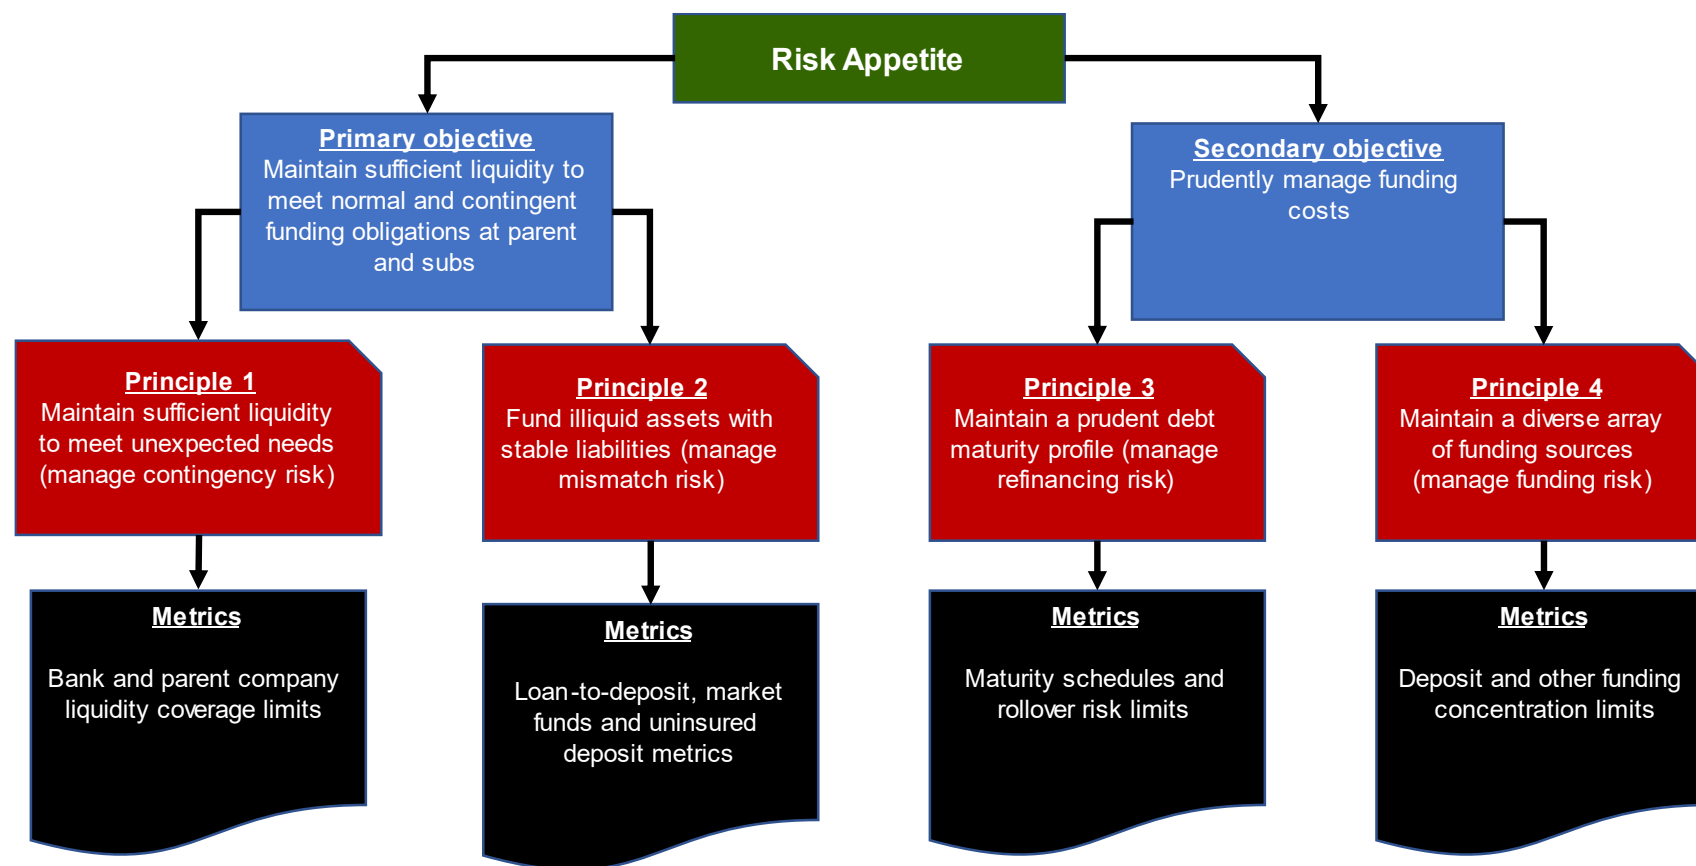 Risk Appetite
Primary objective
Maintain sufficient liquidity to
meet normal and contingent
funding obligations at parent
and subs
Secondary objective
Prudently manage funding
costs
Principle 1
Maintain sufficient liquidity
to meet unexpected needs
(manage contingency risk)
Principle 2
Fund illiquid assets with
stable liabilities (manage
mismatch risk)
Principle 3
Maintain a prudent debt
maturity profile (manage
refinancing risk)
Principle 4
Maintain a diverse array
of funding sources
(manage funding risk)
Metrics
Bank and parent company
liquidity coverage limits
Metrics
Loan-to-deposit, market
funds and uninsured
deposit metrics
Metrics
Maturity schedules and
rollover risk limits
Metrics
Deposit and other funding
concentration limits